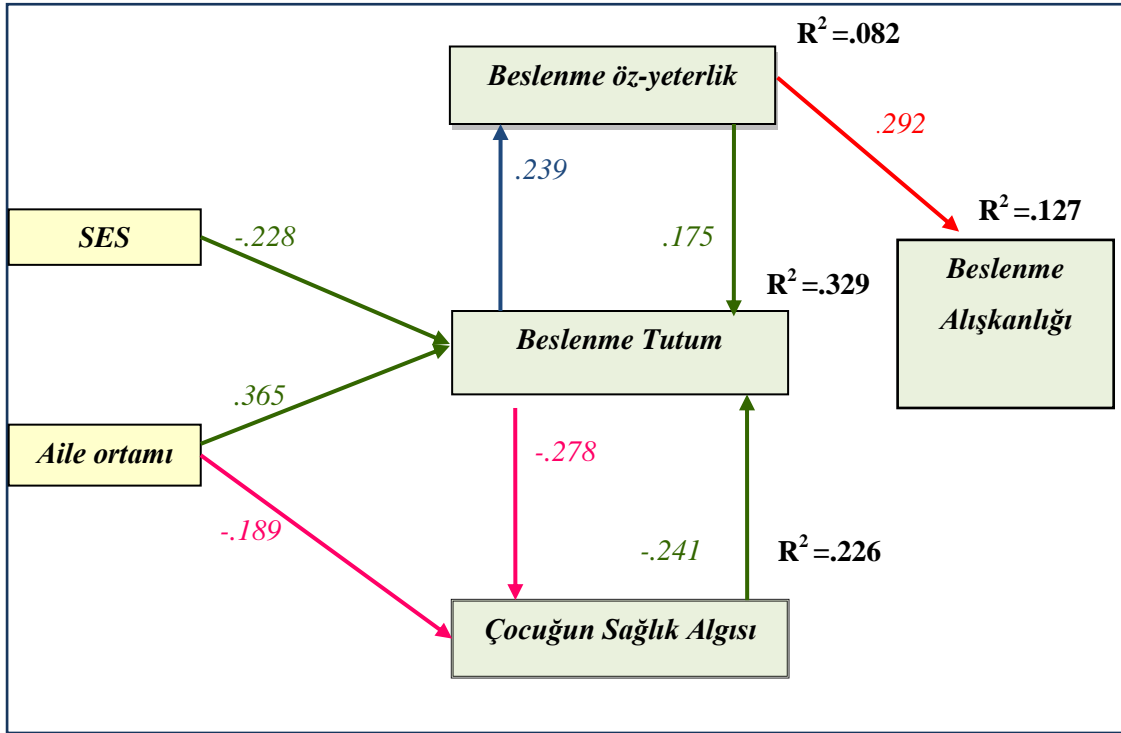 R² =.082
Beslenme öz-yeterlik
.292
.239
R² =.127
SES
-.228
.175
Beslenme
Alışkanlığı
R² =.329
Beslenme Tutum
.365
Aile ortamı
-.278
-.189
-.241
R² =.226
Çocuğun Sağlık Algısı